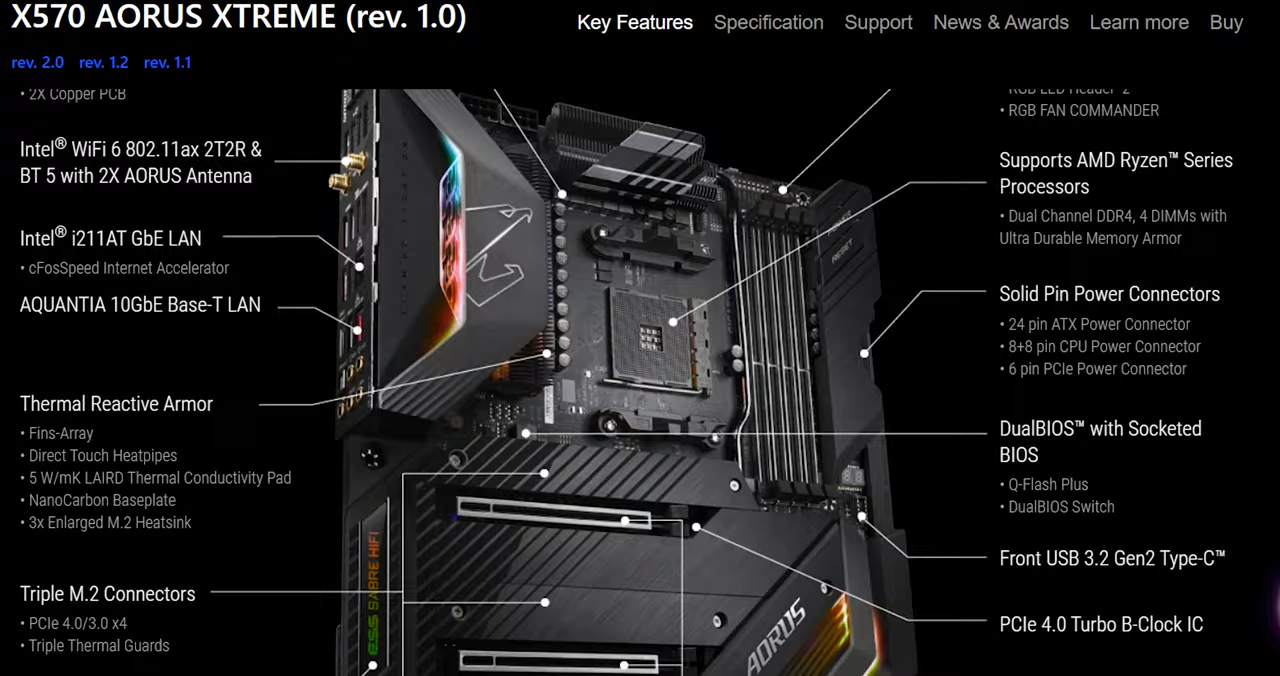 X570 AORUS XTREME (rev. 1.0)
Key Features
Specification
Support
News & Awards
Learn more
Buy
rev. 2.0
rev. 1.2
rev. 1.1
• 2X Copper PCB
Intel® WiFi 6 802.11ax 2T2R &
BT 5 with 2X AORUS Antenna
Intel® i211AT GbE LAN
• cFosSpeed Internet Accelerator
AQUANTIA 10GbE Base-T LAN
Thermal Reactive Armor
• Fins-Array
• Direct Touch Heatpipes
• 5 W/mK LAIRD Thermal Conductivity Pad
• NanoCarbon Baseplate
• 3x Enlarged M.2 Heatsink
Triple M.2 Connectors
• PCIe 4.0/3.0 x4
• Triple Thermal Guards
ESS SABRE HIFI
AORUS
POWER
RESET
RGB LED Header*2
• RGB FAN COMMANDER
Supports AMD Ryzen™ Series
Processors
• Dual Channel DDR4, 4 DIMMs with
Ultra Durable Memory Armor
Solid Pin Power Connectors
• 24 pin ATX Power Connector
• 8+8 pin CPU Power Connector
• 6 pin PCIe Power Connector
DualBIOS™ with Socketed
BIOS
• Q-Flash Plus
• DualBIOS Switch
Front USB 3.2 Gen2 Type-C™
PCIe 4.0 Turbo B-Clock IC